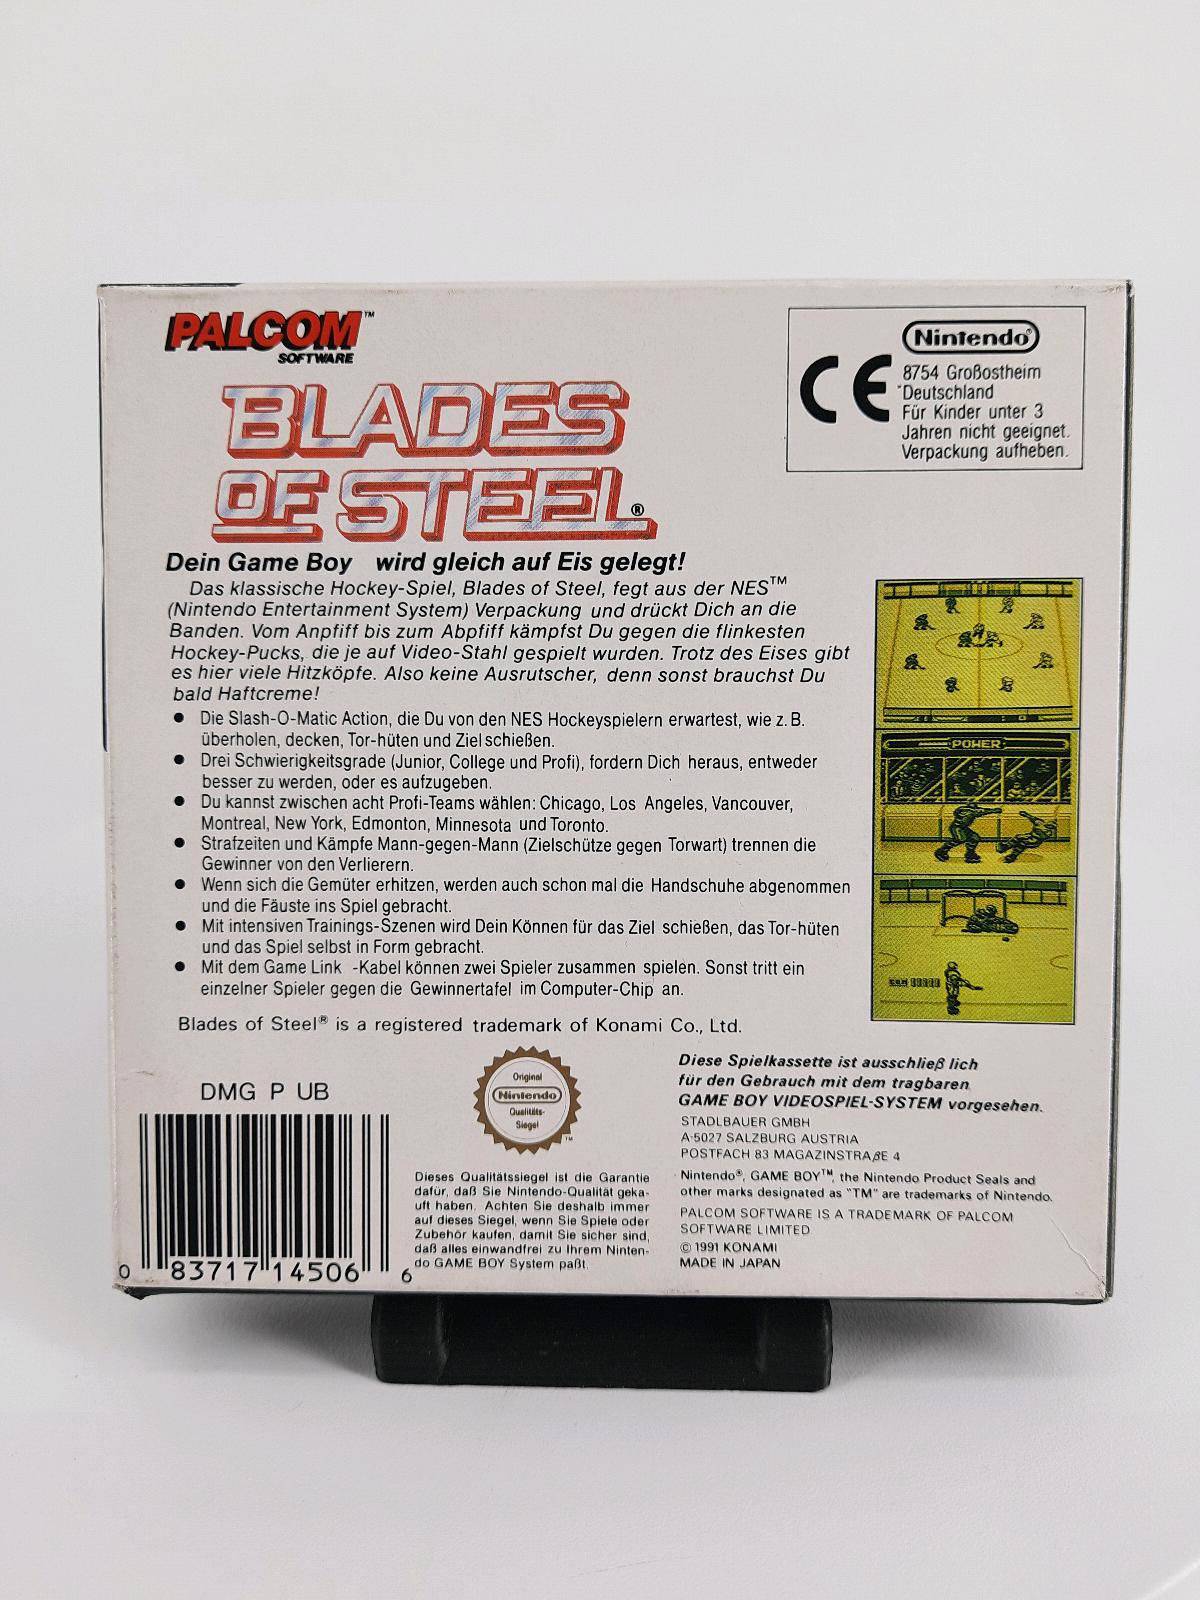 PALCOM™
SOFTWARE
BLADES
OF STEEL®
Nintendo®
CE
8754 Großostheim
Deutschland
Für Kinder unter 3
Jahren nicht geeignet.
Verpackung aufheben.
Dein Game Boy wird gleich auf Eis gelegt!
Das klassische Hockey-Spiel, Blades of Steel, fegt aus der NES™
(Nintendo Entertainment System) Verpackung und drückt Dich an die
Banden. Vom Anpfiff bis zum Abpfiff kämpfst Du gegen die flinkesten
Hockey-Pucks, die je auf Video-Stahl gespielt wurden. Trotz des Eises gibt
es hier viele Hitzköpfe. Also keine Ausrutscher, denn sonst brauchst Du
bald Haftcreme!
● Die Slash-O-Matic Action, die Du von den NES Hockeyspielern erwartest, wie z. B.
überholen, decken, Tor-hüten und Ziel schießen.
● Drei Schwierigkeitsgrade (Junior, College und Profi), fordern Dich heraus, entweder
besser zu werden, oder es aufzugeben.
● Du kannst zwischen acht Profi-Teams wählen: Chicago, Los Angeles, Vancouver,
Montreal, New York, Edmonton, Minnesota und Toronto.
● Strafzeiten und Kämpfe Mann-gegen-Mann (Zielschütze gegen Torwart) trennen die
Gewinner von den Verlierern.
● Wenn sich die Gemüter erhitzen, werden auch schon mal die Handschuhe abgenommen
und die Fäuste ins Spiel gebracht.
● Mit intensiven Trainings-Szenen wird Dein Können für das Ziel schießen, das Tor-hüten
und das Spiel selbst in Form gebracht.
● Mit dem Game Link -Kabel können zwei Spieler zusammen spielen. Sonst tritt ein
einzelner Spieler gegen die Gewinnertafel im Computer-Chip an.
POWER
Blades of Steel® is a registered trademark of Konami Co., Ltd.
DMG P UB
0 83717 14506 6
Original
Nintendo
Qualitäts-
Siegel
™
Dieses Qualitätssiegel ist die Garantie
dafür, daß Sie Nintendo-Qualität geka-
uft haben. Achten Sie deshalb immer
auf dieses Siegel, wenn Sie Spiele oder
Zubehör kaufen, damit Sie sicher sind,
daß alles einwandfrei zu Ihrem Ninten-
do GAME BOY System paßt.
Diese Spielkassette ist ausschließ lich
für den Gebrauch mit dem tragbaren
GAME BOY VIDEOSPIEL-SYSTEM vorgesehen.
STADLBAUER GMBH
A-5027 SALZBURG AUSTRIA
POSTFACH 83 MAGAZINSTRAßE 4
Nintendo®, GAME BOY™, the Nintendo Product Seals and
other marks designated as "TM" are trademarks of Nintendo.
PALCOM SOFTWARE IS A TRADEMARK OF PALCOM
SOFTWARE LIMITED
© 1991 KONAMI
MADE IN JAPAN